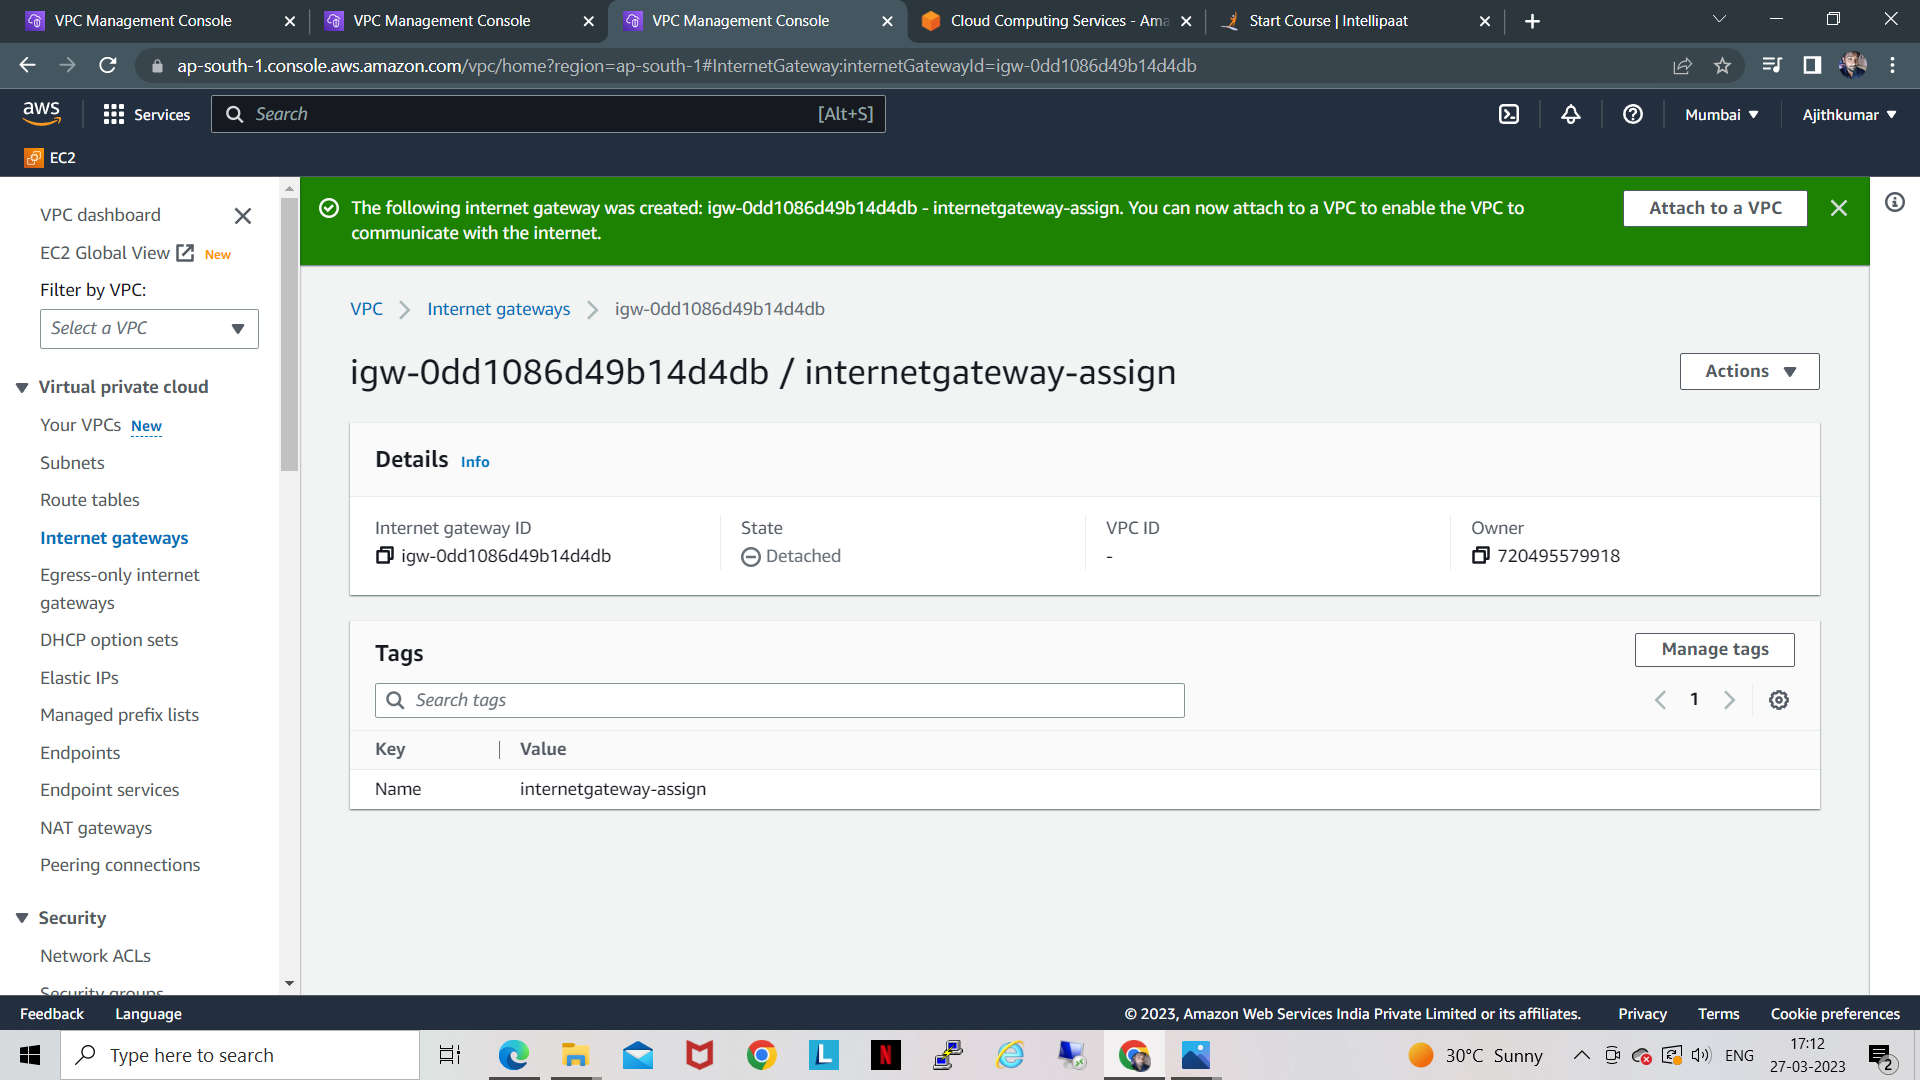 VPC Management Console
VPC Management Console
VPC Management Console
Cloud Computing Services - Ama
Start Course | Intellipaat
ap-south-1.console.aws.amazon.com/vpc/home?region=ap-south-1#InternetGateway:internetGatewayId=igw-0dd1086d49b14d4db
aws
Services
Search
[Alt+S]
Mumbai
Ajithkumar
EC2
VPC dashboard
EC2 Global View New
Filter by VPC:
Select a VPC
Virtual private cloud
Your VPCs New
Subnets
Route tables
Internet gateways
Egress-only internet
gateways
DHCP option sets
Elastic IPs
Managed prefix lists
Endpoints
Endpoint services
NAT gateways
Peering connections
Security
Network ACLs
Security groups
The following internet gateway was created: igw-0dd1086d49b14d4db - internetgateway-assign. You can now attach to a VPC to enable the VPC to
communicate with the internet.
Attach to a VPC
VPC
Internet gateways
igw-0dd1086d49b14d4db
igw-0dd1086d49b14d4db / internetgateway-assign
Actions
Details Info
Internet gateway ID
igw-0dd1086d49b14d4db
State
Detached
VPC ID
-
Owner
720495579918
Tags
Manage tags
Search tags
1
Key
Value
Name
internetgateway-assign
Feedback
Language
© 2023, Amazon Web Services India Private Limited or its affiliates.
Privacy
Terms
Cookie preferences
Type here to search
L
N
30°C Sunny
ENG
17:12
27-03-2023
2